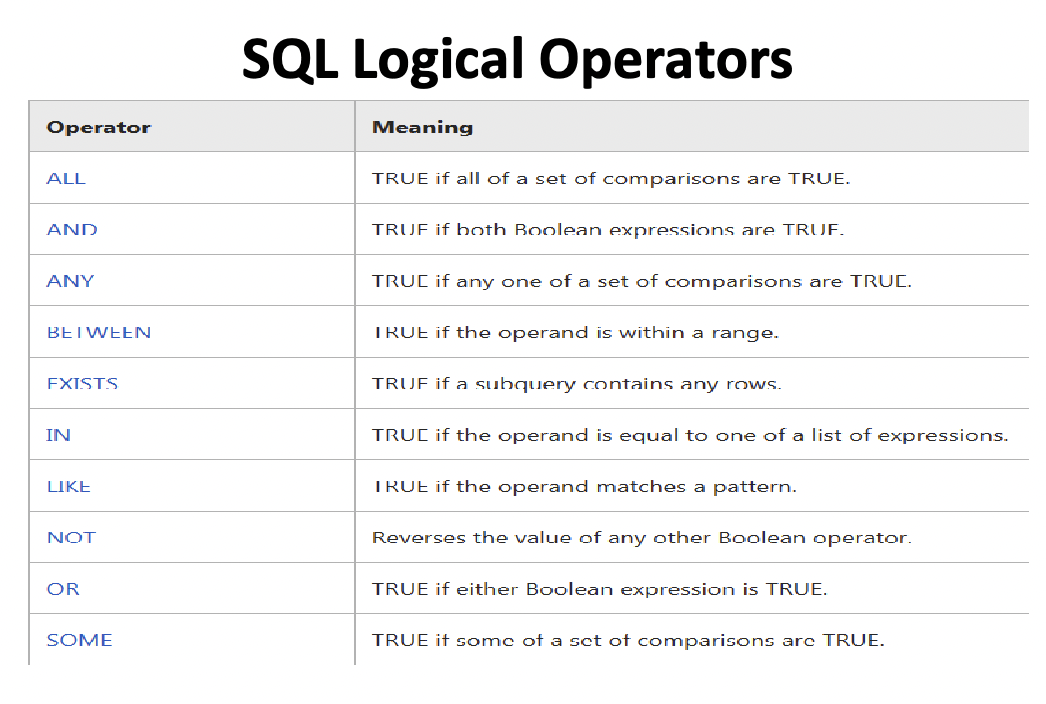 SQL Logical Operators
Operator Meaning
ALL TRUE if all of a set of comparisons are TRUE.
AND TRUE if both Boolean expressions are TRUE.
ANY TRUE if any one of a set of comparisons are TRUE.
BETWEEN TRUE if the operand is within a range.
EXISTS TRUE if a subquery contains any rows.
IN TRUE if the operand is equal to one of a list of expressions.
LIKE TRUE if the operand matches a pattern.
NOT Reverses the value of any other Boolean operator.
OR TRUE if either Boolean expression is TRUE.
SOME TRUE if some of a set of comparisons are TRUE.